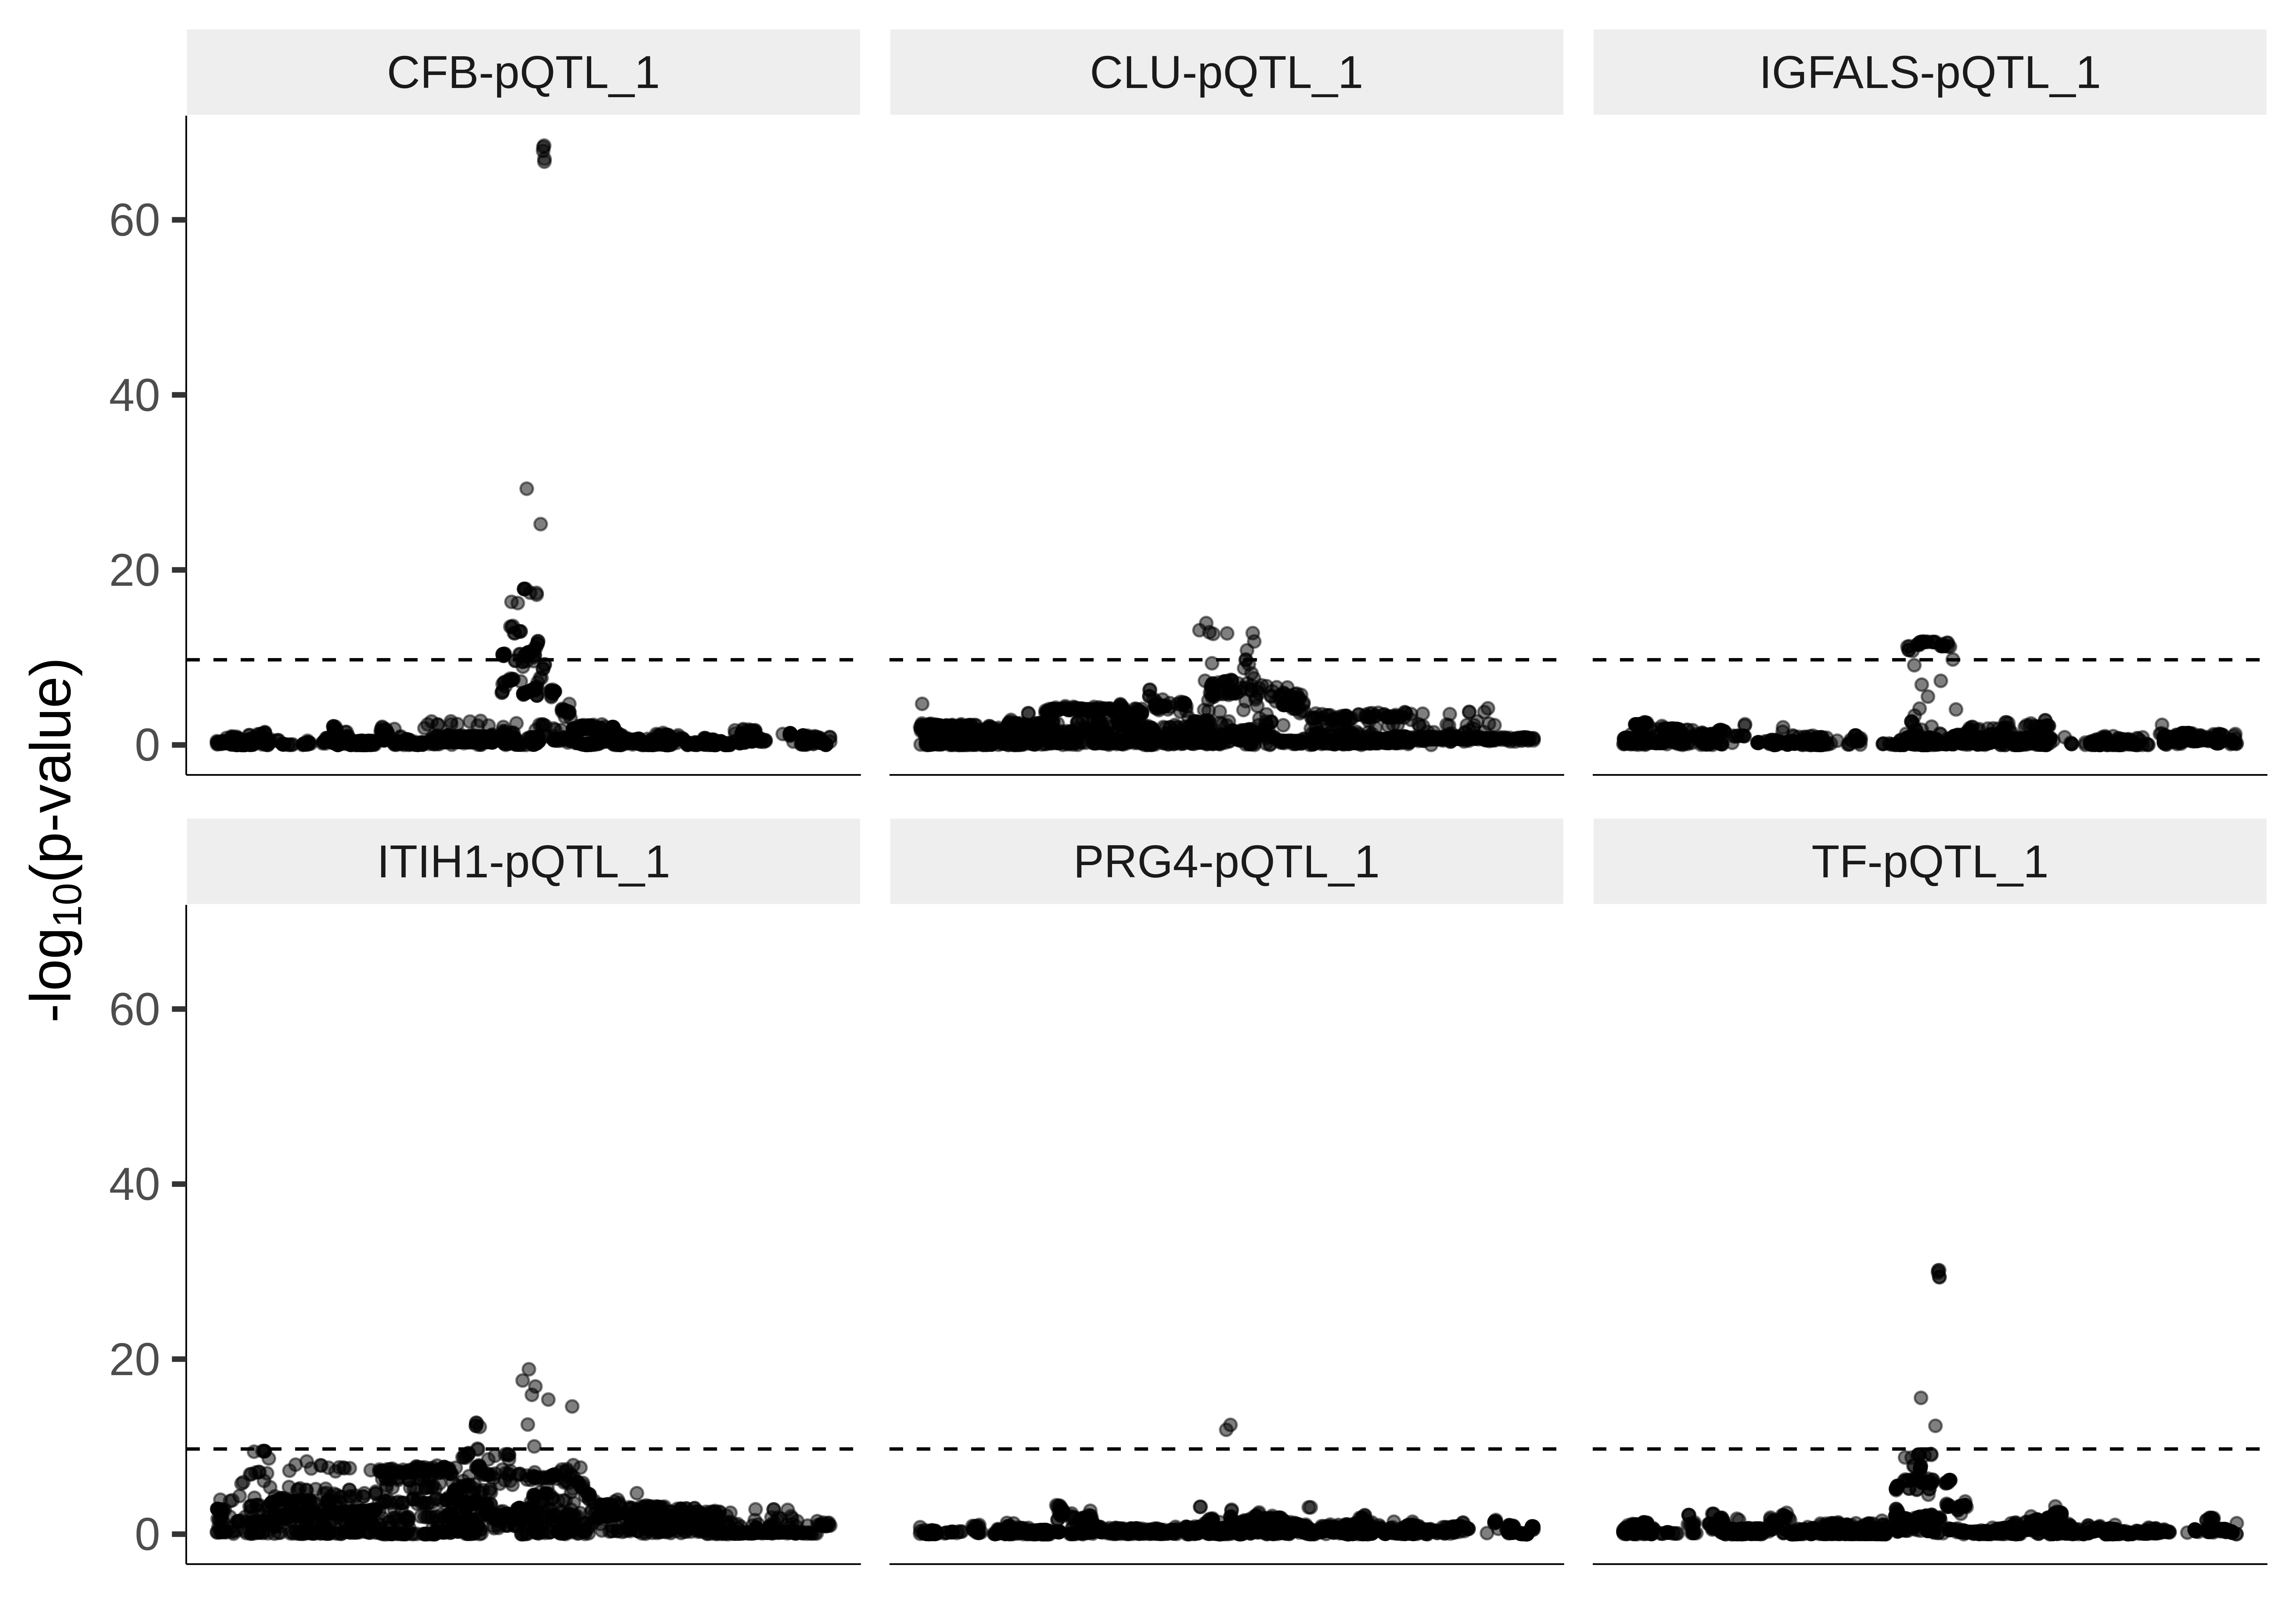 CFB-pQTL_1
CLU-pQTL_1
IGFALS-pQTL_1
60
40
20
0
-log10(p-value)
ITIH1-pQTL_1
PRG4-pQTL_1
TF-pQTL_1
60
40
20
0